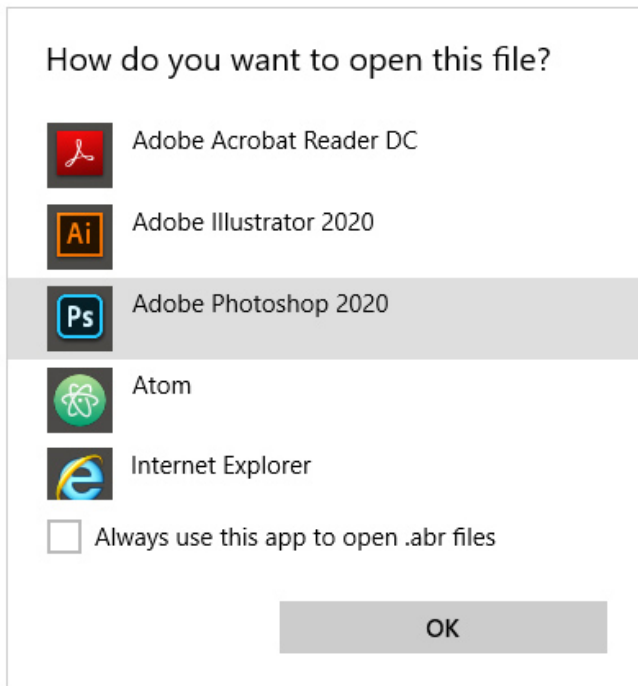 How do you want to open this file?
Adobe Acrobat Reader DC
Ai
Adobe Illustrator 2020
Ps
Adobe Photoshop 2020
Atom
Internet Explorer
Always use this app to open .abr files
OK